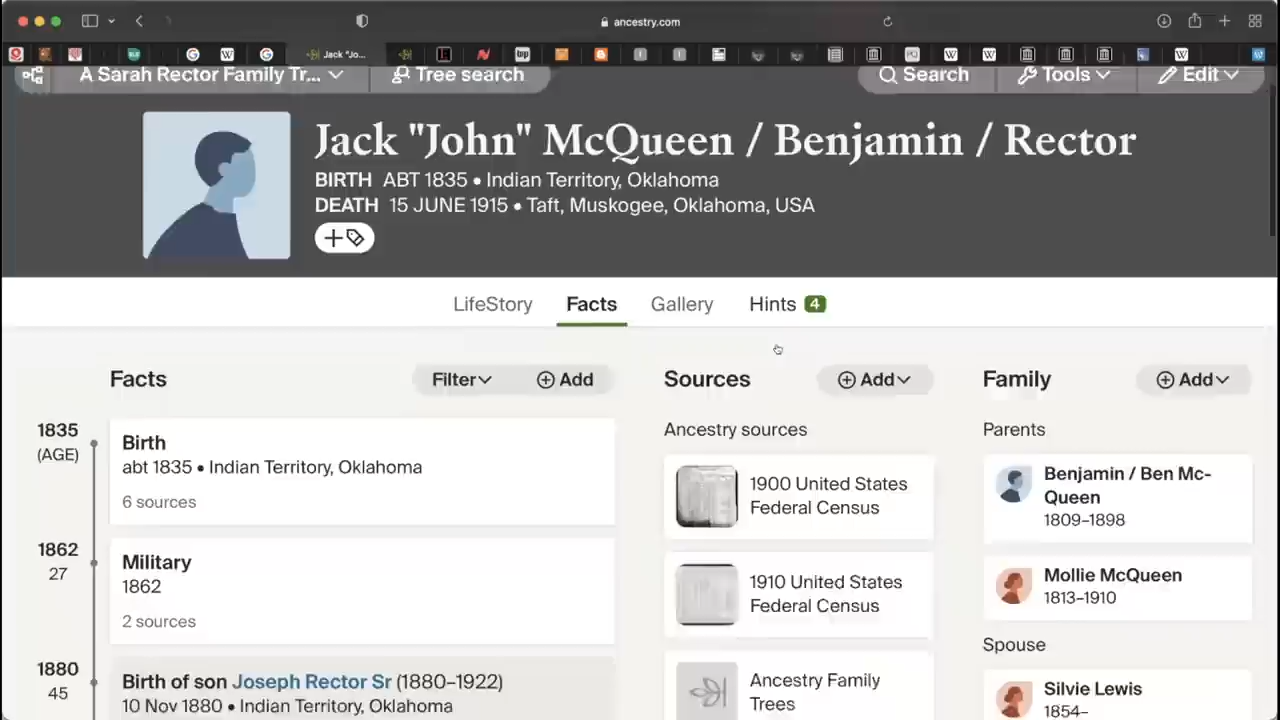 ancestry.com
Jack "Jo...
A Sarah Rector Family Tr...
Tree search
Search
Tools
Edit
Jack "John" McQueen / Benjamin / Rector
BIRTH ABT 1835 • Indian Territory, Oklahoma
DEATH 15 JUNE 1915 • Taft, Muskogee, Oklahoma, USA
LifeStory
Facts
Gallery
Hints 4
Facts
Filter
Add
1835
(AGE)
Birth
abt 1835 • Indian Territory, Oklahoma
6 sources
1862
27
Military
1862
2 sources
1880
45
Birth of son Joseph Rector Sr (1880–1922)
10 Nov 1880 • Indian Territory, Oklahoma
Sources
Add
Ancestry sources
1900 United States
Federal Census
1910 United States
Federal Census
Ancestry Family
Trees
Family
Add
Parents
Benjamin / Ben Mc-
Queen
1809–1898
Mollie McQueen
1813–1910
Spouse
Silvie Lewis
1854–